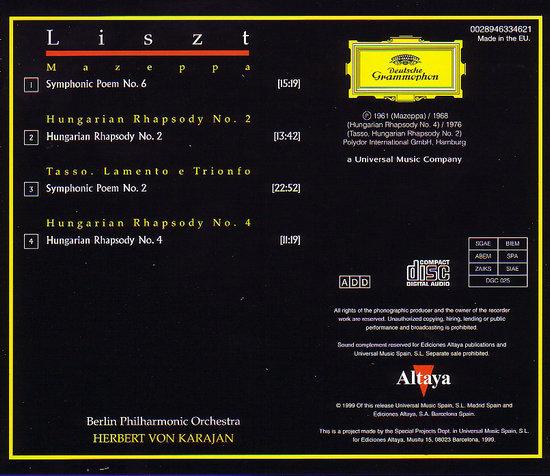 Liszt
Mazeppa
1 Symphonic Poem No. 6 [15:19]
Hungarian Rhapsody No. 2
2 Hungarian Rhapsody No. 2 [13:42]
Tasso. Lamento e Trionfo
3 Symphonic Poem No. 2 [22:52]
Hungarian Rhapsody No. 4
4 Hungarian Rhapsody No. 4 [11:19]
Berlin Philharmonic Orchestra
HERBERT VON KARAJAN
0028946334621
Made in the EU.
Deutsche
Grammophon
℗ 1961 (Mazeppa) / 1968
(Hungarian Rhapsody No. 4) / 1976
(Tasso, Hungarian Rhapsody No. 2)
Polydor International GmbH, Hamburg
a Universal Music Company
ADD
COMPACT
disc
DIGITAL AUDIO
SGAE BIEM
ABEM SPA
ZAIKS SIAE
DGC 025
All rights of the phonographic producer and the owner of the recorder
work are reserved. Unauthorized copying, hiring, lending or public
performance and broadcasting is prohibited.
Sound complement reserved for Ediciones Altaya publications and
Universal Music Spain, S.L. Separate sale prohibited.
Altaya
© 1999 Of this release Universal Music Spain, S.L. Madrid Spain and
Ediciones Altaya, S.A. Barcelona Spain.
This is a project made by the Special Projects Dept. in Universal Music Spain, S.L.
for Ediciones Altaya, Musitu 15, 08023 Barcelona, 1999.